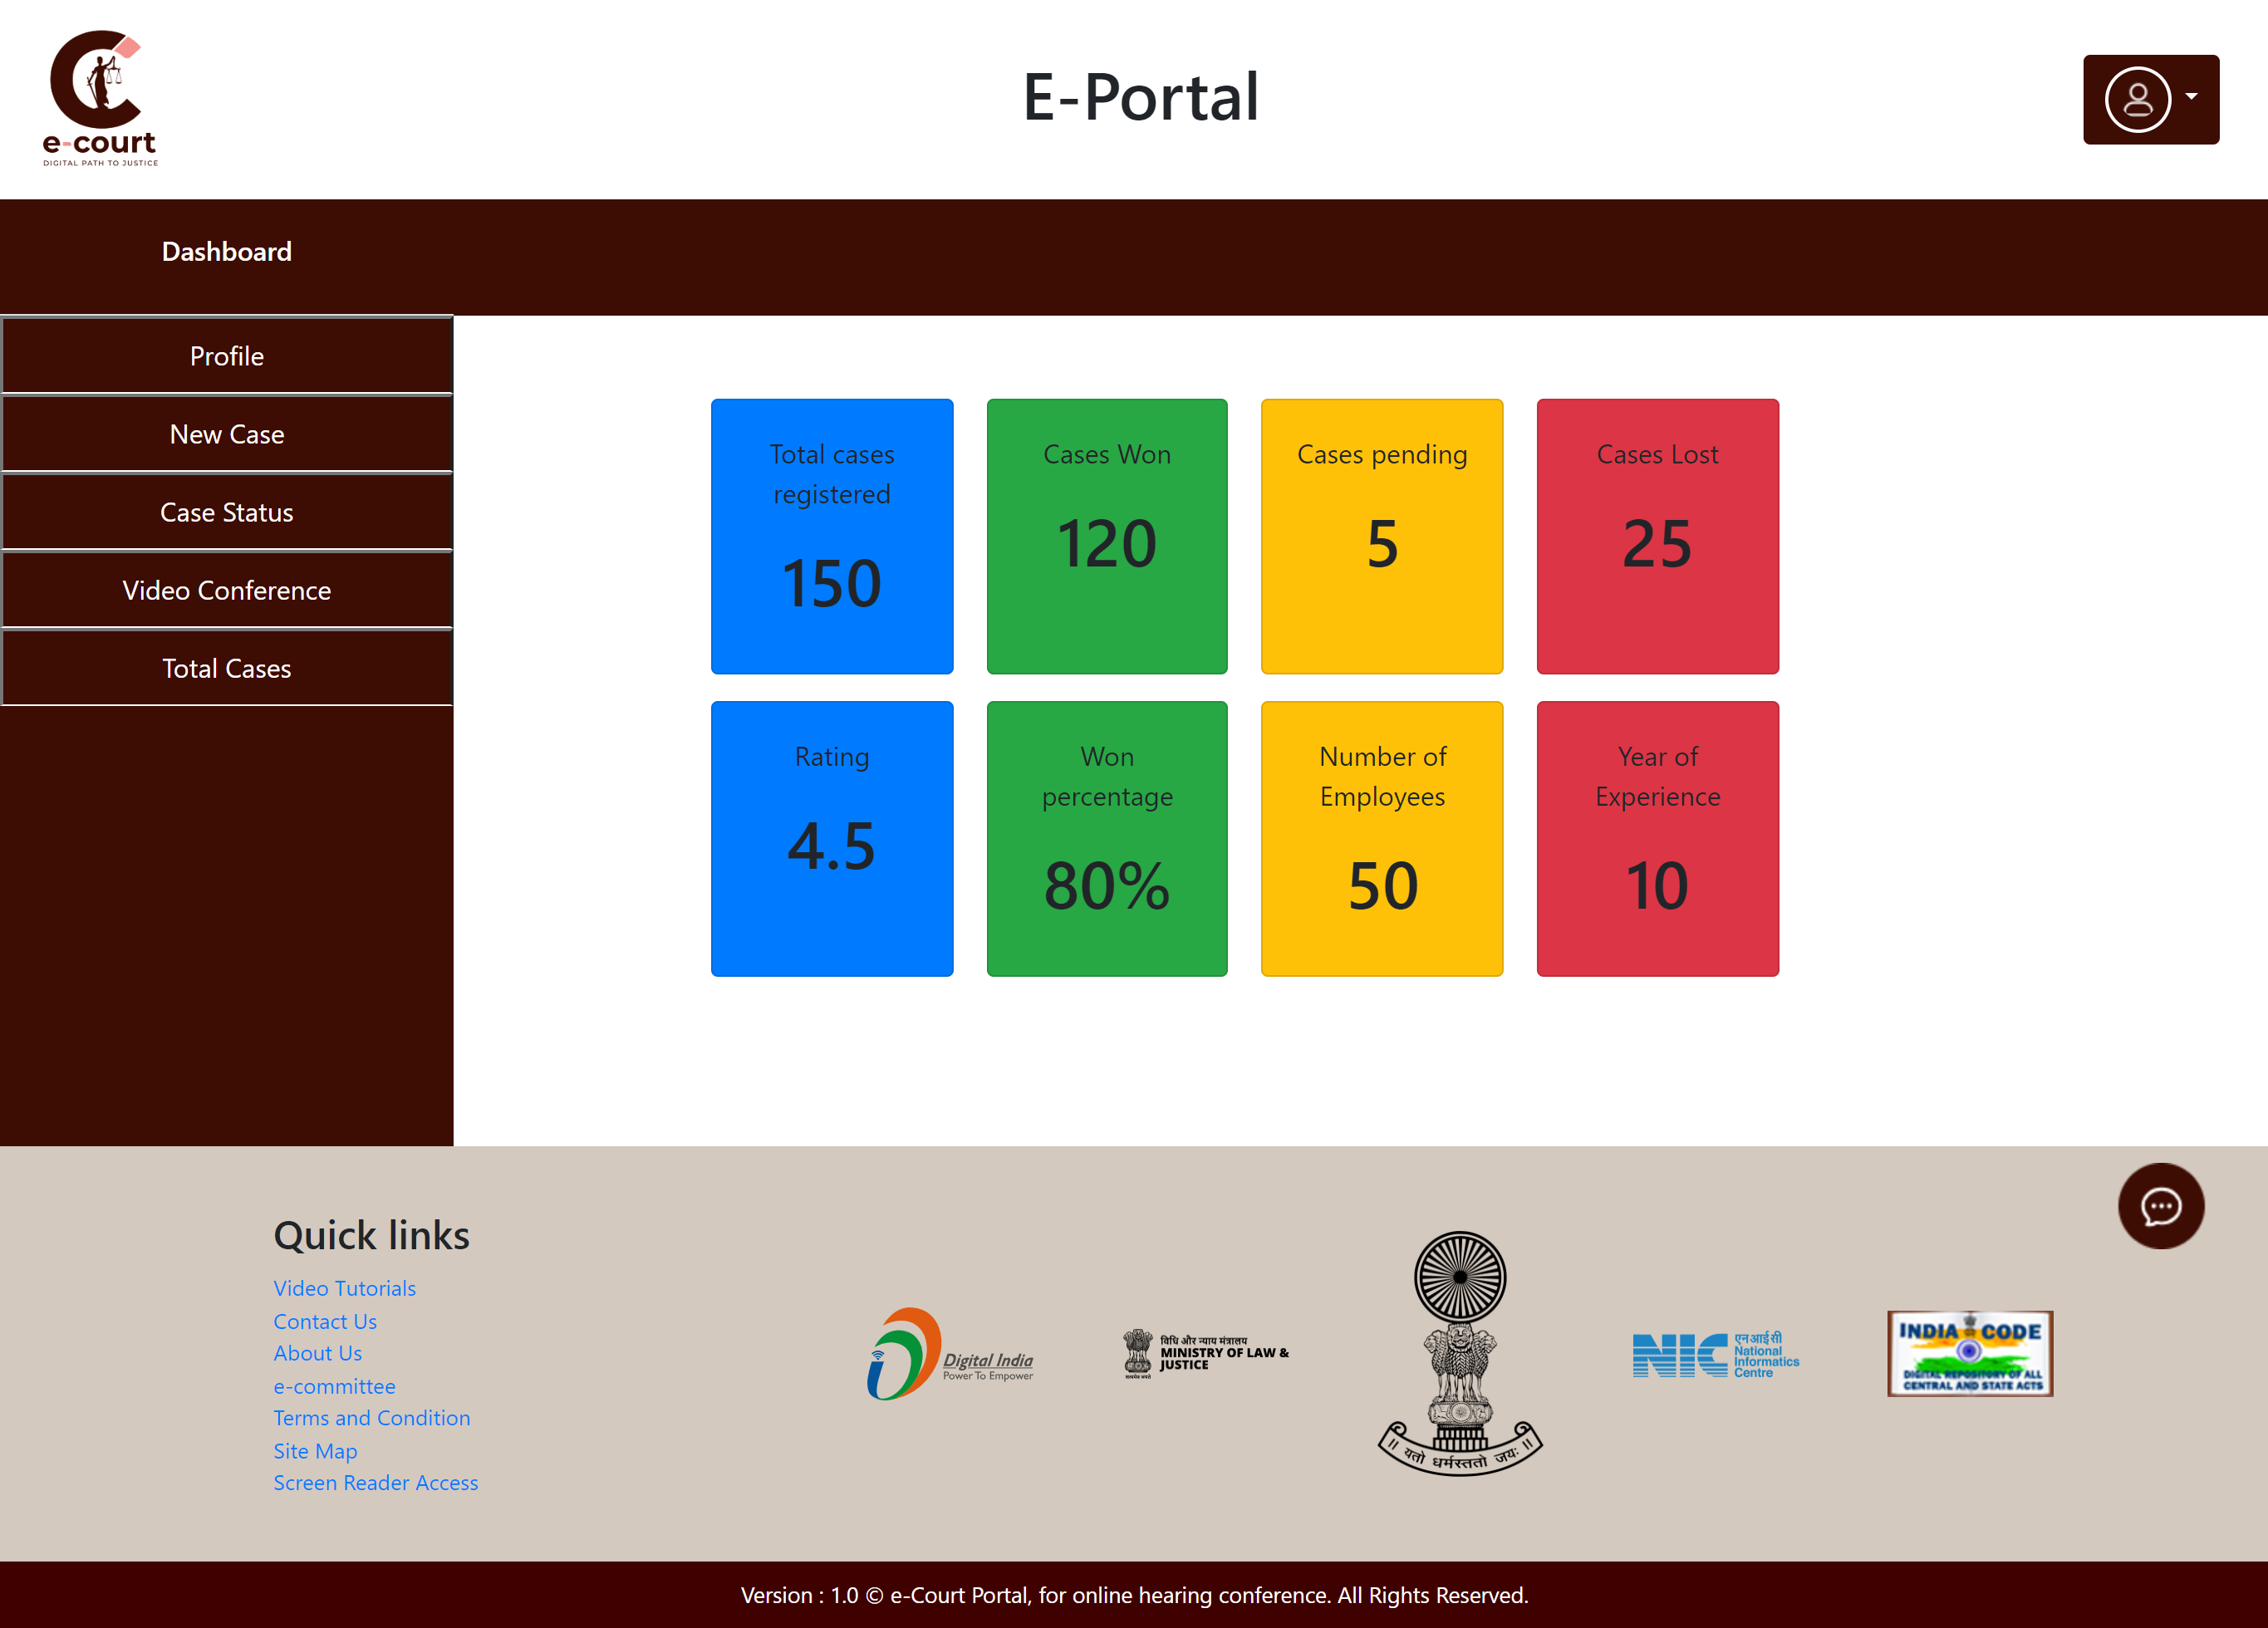 e-court
DIGITAL PATH TO JUSTICE
E-Portal
Dashboard
Profile
New Case
Case Status
Video Conference
Total Cases
Total cases
registered
150
Cases Won
120
Cases pending
5
Cases Lost
25
Rating
4.5
Won
percentage
80%
Number of
Employees
50
Year of
Experience
10
Quick links
Video Tutorials
Contact Us
About Us
e-committee
Terms and Condition
Site Map
Screen Reader Access
Digital India
Power To Empower
विधि और न्याय मंत्रालय
MINISTRY OF LAW &
JUSTICE
सत्यमेव जयते
॥ यतो धर्मस्ततो जयः ॥
NIC
एन आई सी
National
Informatics
Centre
INDIA CODE
DIGITAL REPOSITORY OF ALL
CENTRAL AND STATE ACTS
Version : 1.0 © e-Court Portal, for online hearing conference. All Rights Reserved.